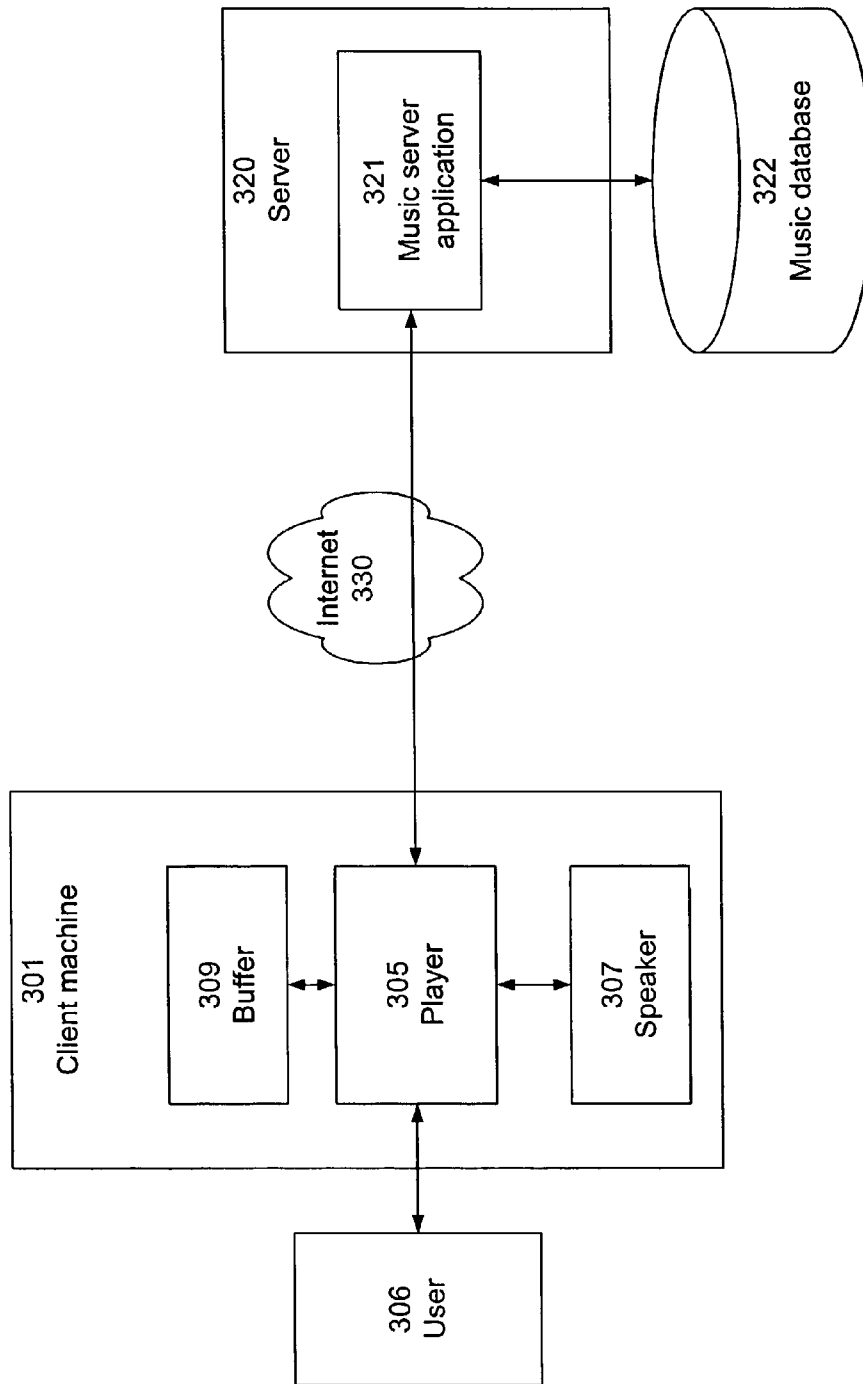 306
User
301
Client machine
309
Buffer
305
Player
307
Speaker
Internet
330
320
Server
321
Music server
application
322
Music database